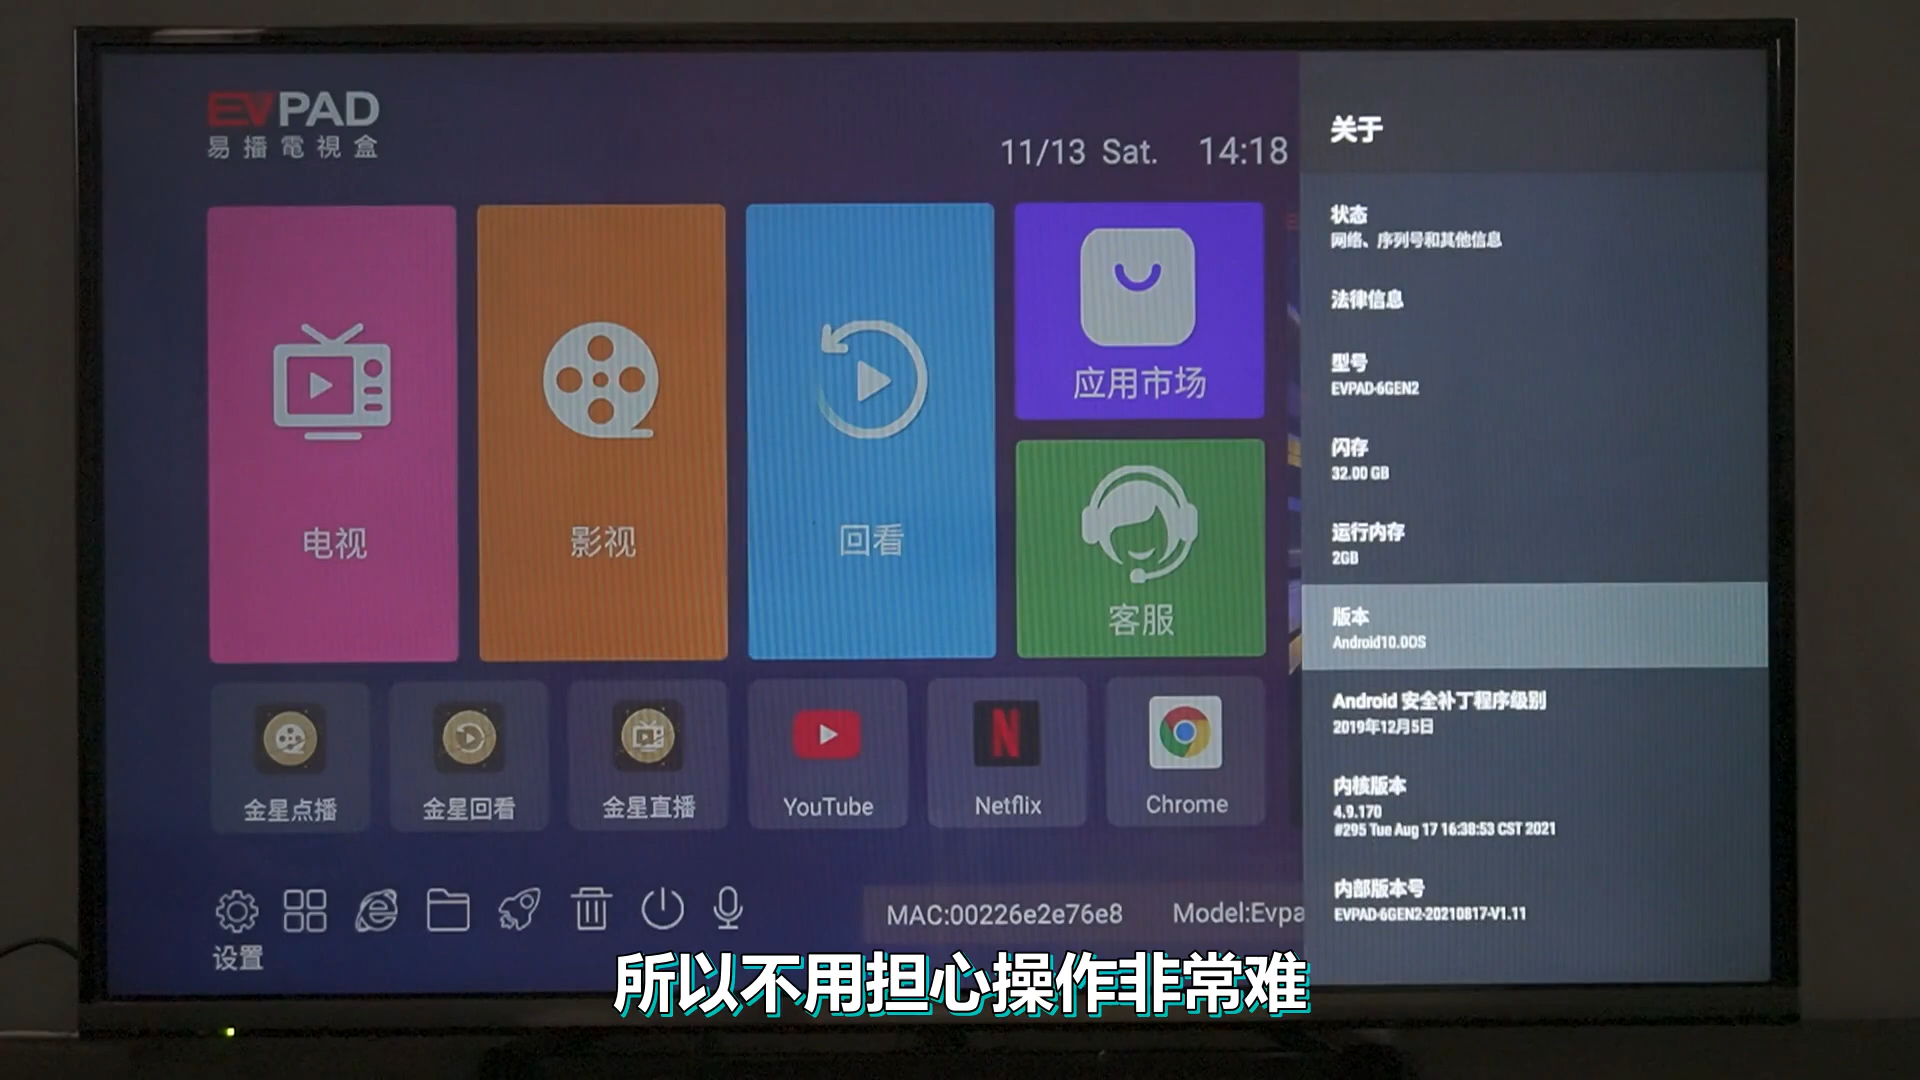 EVPAD
易播電視盒
11/13 Sat. 14:18
电视
影视
回看
应用市场
客服
金星点播
金星回看
金星直播
YouTube
Netflix
Chrome
设置
MAC:00226e2e76e8 Model:Evpa
关于
状态
网络、序列号和其他信息
法律信息
型号
EVPAD-6GEN2
闪存
32.00 GB
运行内存
2GB
版本
Android10.0DS
Android 安全补丁程序级别
2019年12月5日
内核版本
4.9.170
#295 Tue Aug 17 16:38:53 CST 2021
内部版本号
EVPAD-6GEN2-20210817-V1.11
所以不用担心操作非常难